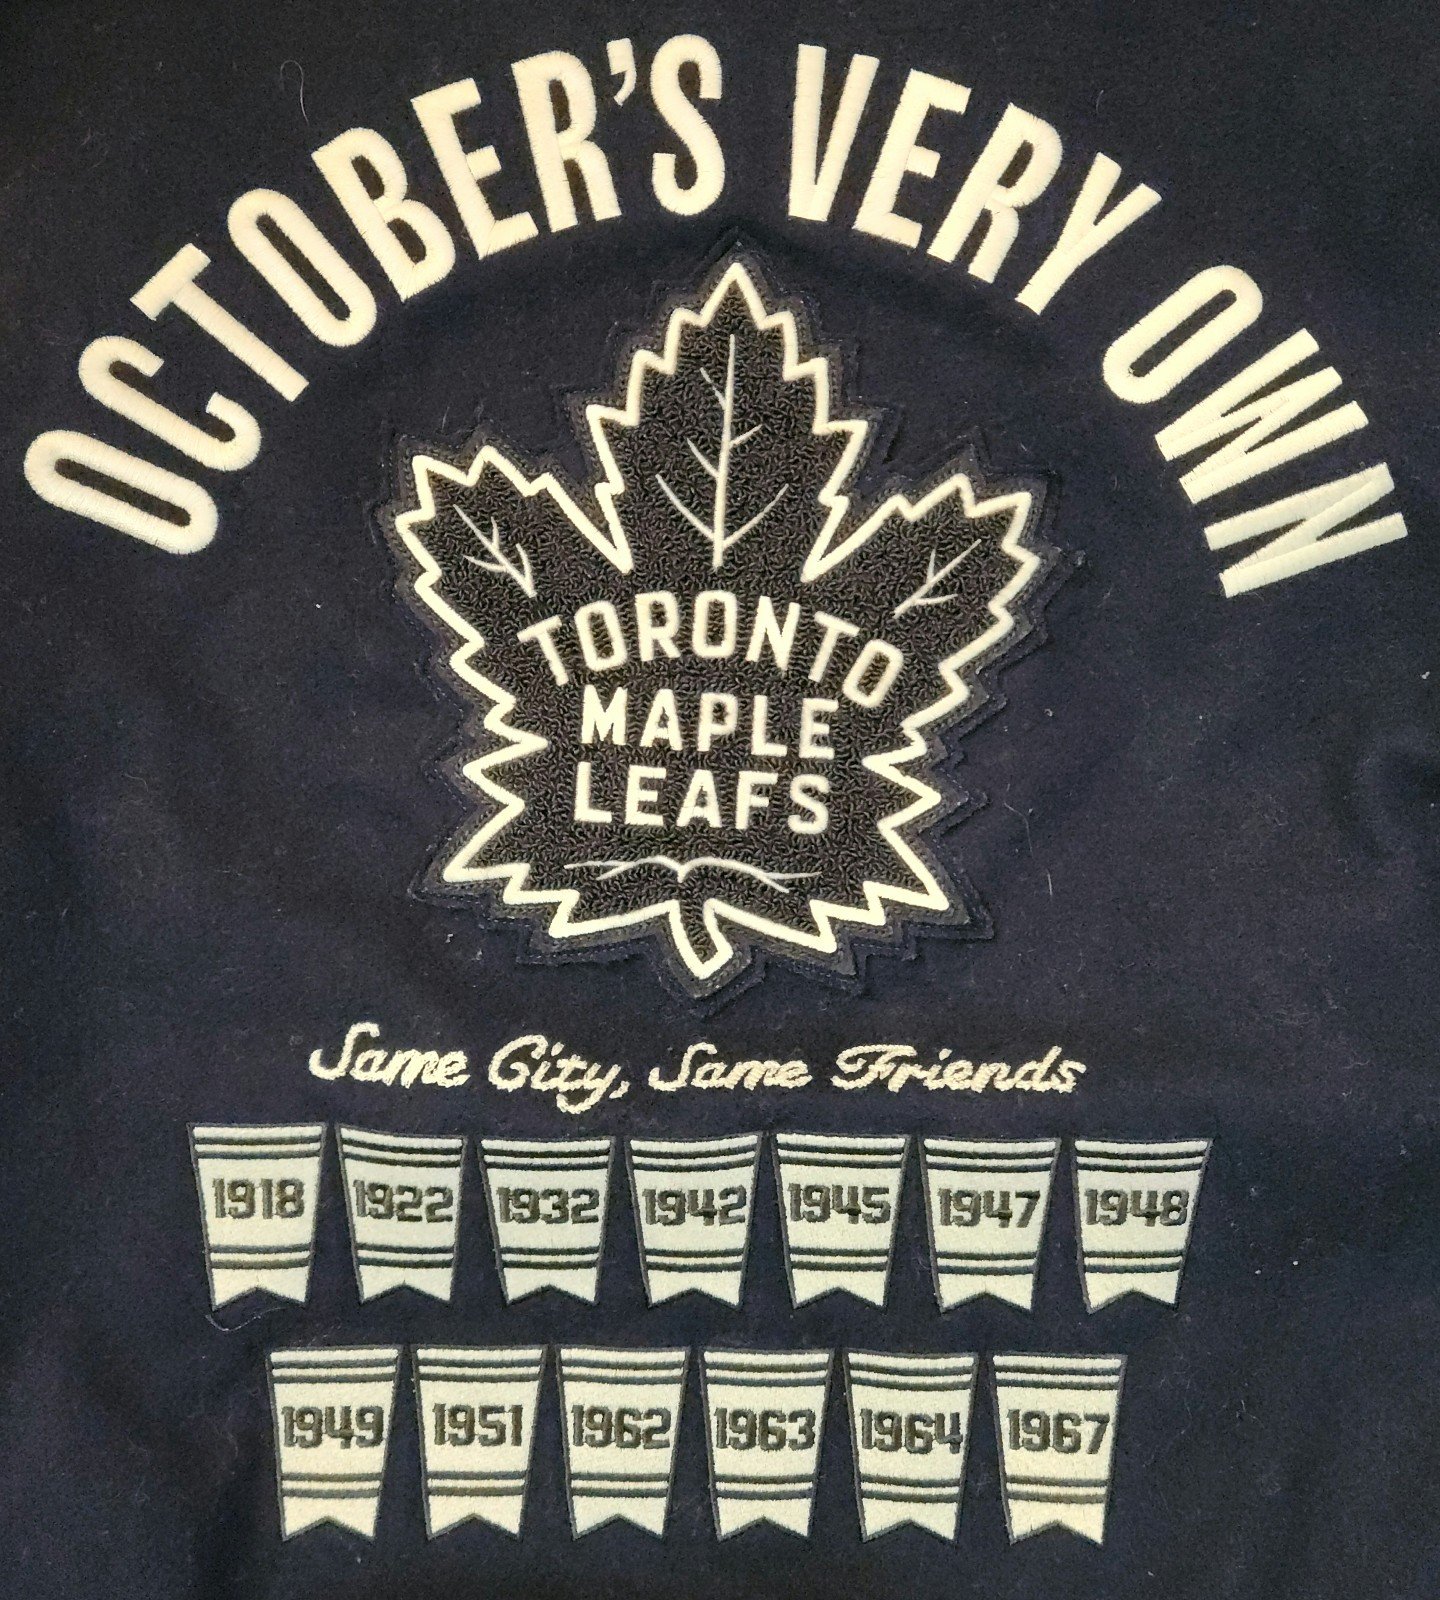 OCTOBER'S VERY OWN
TORONTO
MAPLE
LEAFS
Same City, Same Friends
1918 1922 1932 1942 1945 1947 1948
1949 1951 1962 1963 1964 1967